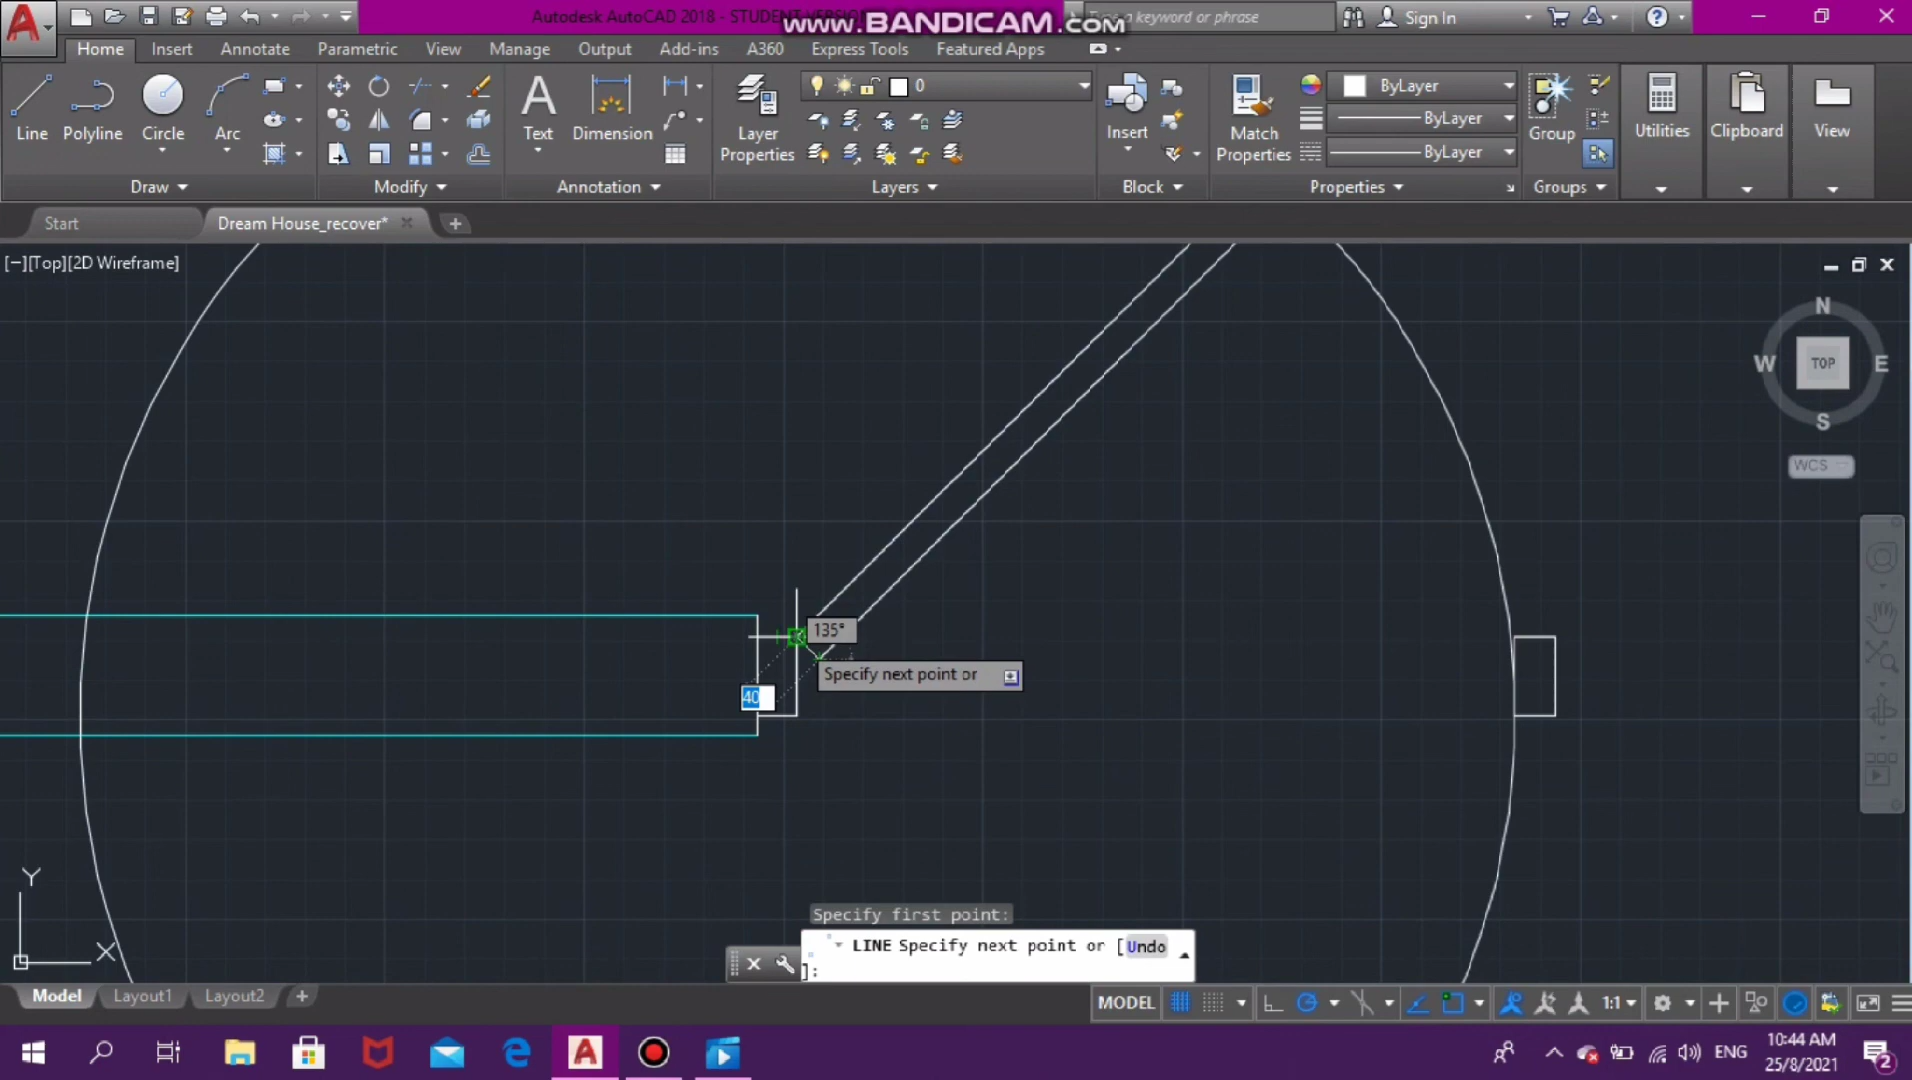 Autodesk AutoCAD 2018 - STUDENT VERSION
www.BANDICAM.com
Type a keyword or phrase
Sign In
Home Insert Annotate Parametric View Manage Output Add-ins A360 Express Tools Featured Apps
0
ByLayer
ByLayer
ByLayer
Line Polyline Circle Arc
Text Dimension
Layer Properties
Insert
Match Properties
Group
Utilities
Clipboard
View
Draw Modify Annotation Layers Block Properties Groups
Start
Dream House_recover*
[−][Top][2D Wireframe]
N
W TOP E
S
WCS
135°
Specify next point or
40
Y
X
Specify first point:
LINE Specify next point or [Undo
]:
Model Layout1 Layout2
MODEL
1:1
ENG
10:44 AM
25/8/2021
2